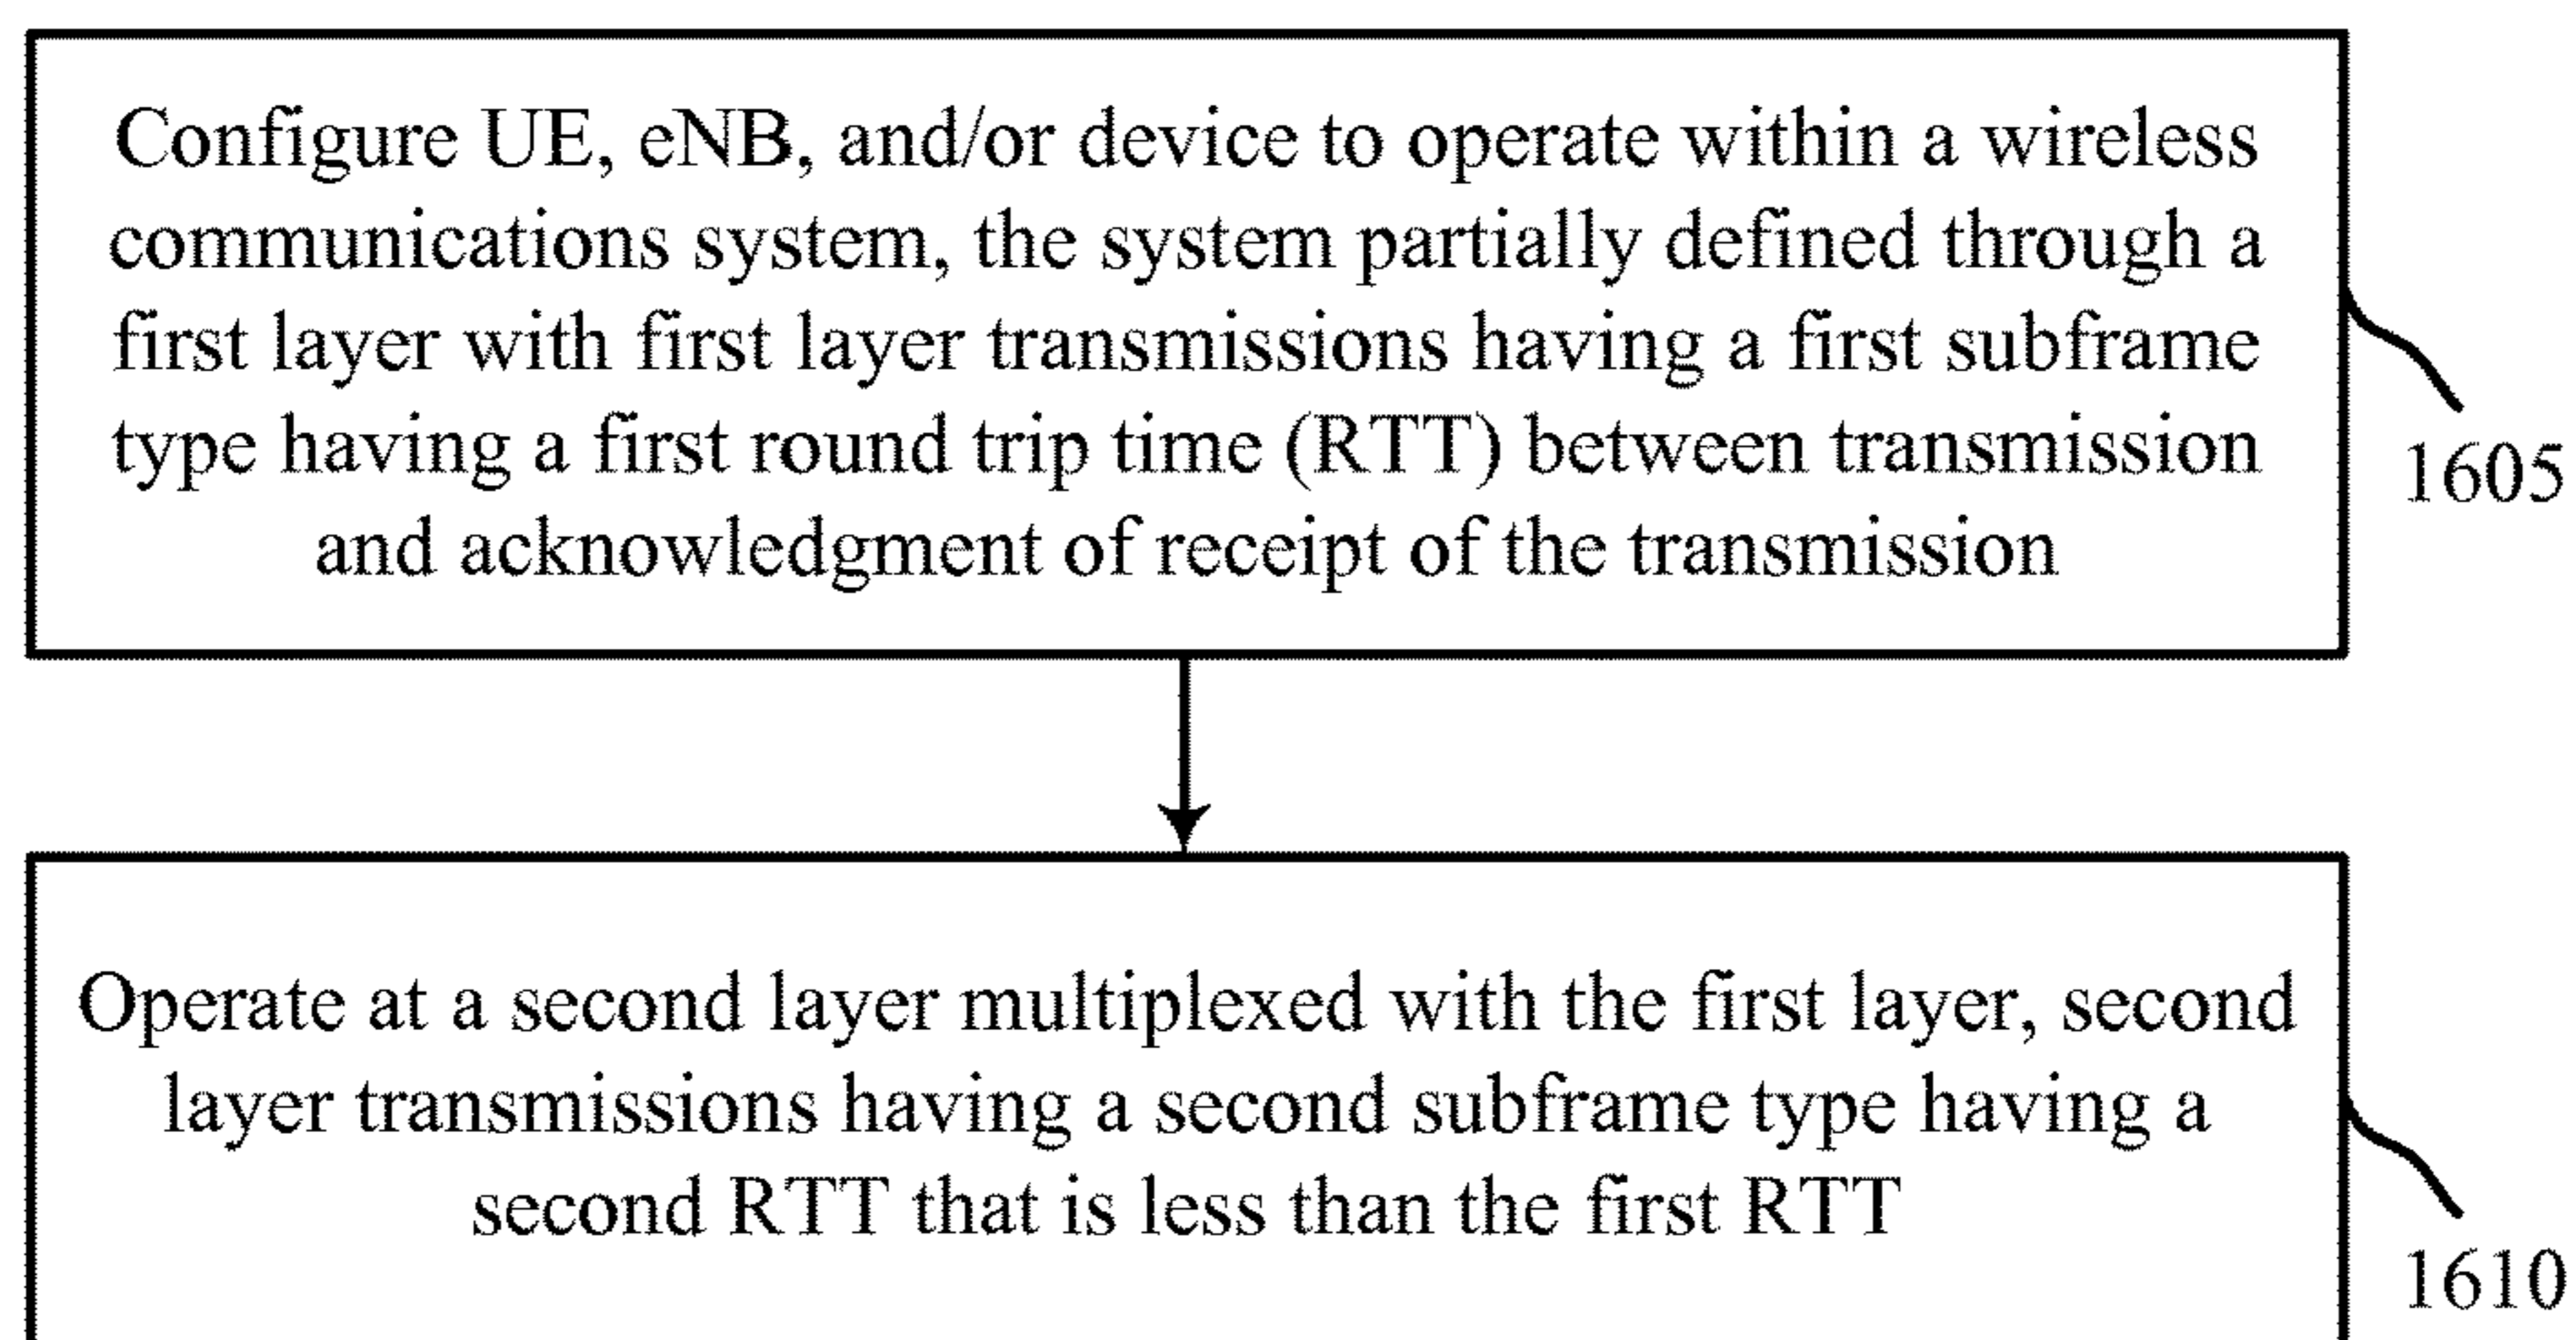 Configure UE, eNB, and/or device to operate within a wireless
communications system, the system partially defined through a
first layer with first layer transmissions having a first subframe
type having a first round trip time (RTT) between transmission
and acknowledgment of receipt of the transmission
1605
Operate at a second layer multiplexed with the first layer, second
layer transmissions having a second subframe type having a
second RTT that is less than the first RTT
1610